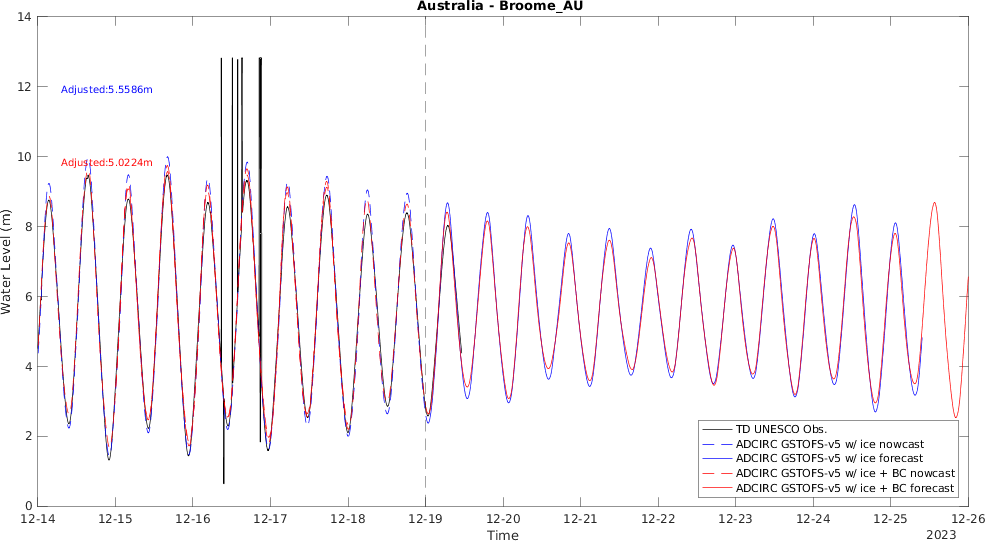 Australia - Broome_AU
14
12
10
8
6
4
2
0
Water Level (m)
Adjusted:5.5586m
Adjusted:5.0224m
TD UNESCO Obs.
ADCIRC GSTOFS-v5 w/ ice nowcast
ADCIRC GSTOFS-v5 w/ ice forecast
ADCIRC GSTOFS-v5 w/ ice + BC nowcast
ADCIRC GSTOFS-v5 w/ ice + BC forecast
12-14 12-15 12-16 12-17 12-18 12-19 12-20 12-21 12-22 12-23 12-24 12-25 12-26
Time
2023